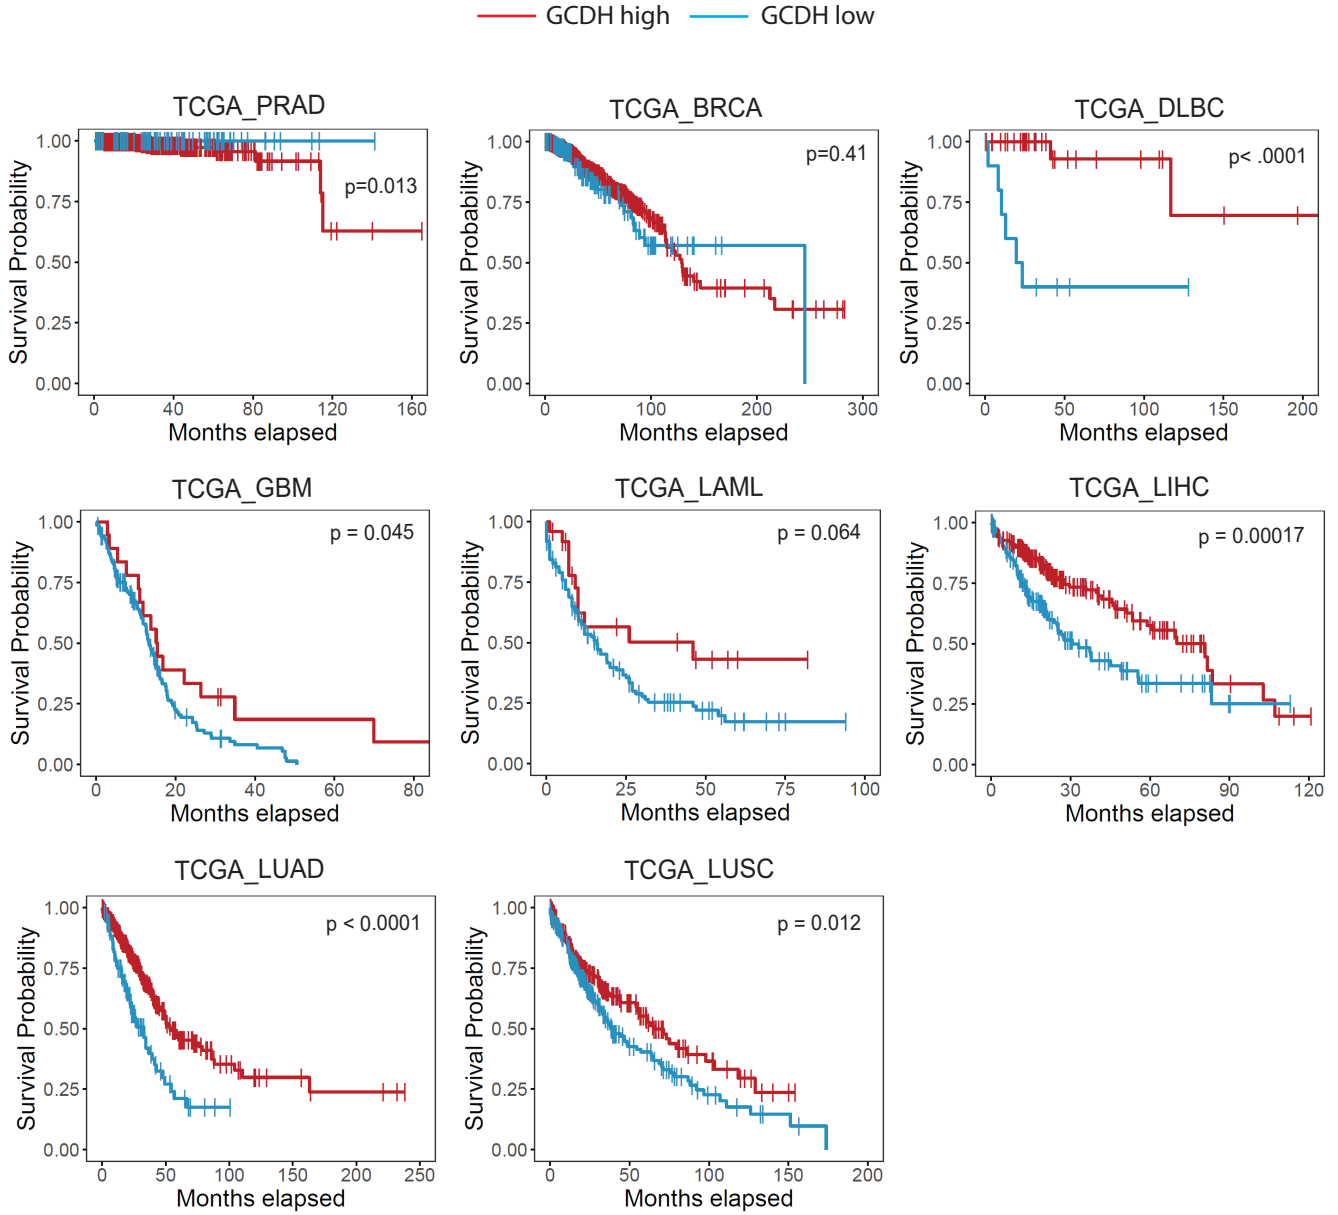 GCDH high GCDH low
TCGA_PRAD
1.00
0.75
0.50
0.25
0.00
Survival Probability
p=0.013
0 40 80 120 160
Months elapsed
TCGA_BRCA
1.00
0.75
0.50
0.25
0.00
Survival Probability
p=0.41
0 100 200 300
Months elapsed
TCGA_DLBC
1.00
0.75
0.50
0.25
0.00
Survival Probability
p< .0001
0 50 100 150 200
Months elapsed
TCGA_GBM
1.00
0.75
0.50
0.25
0.00
Survival Probability
p = 0.045
0 20 40 60 80
Months elapsed
TCGA_LAML
1.00
0.75
0.50
0.25
0.00
Survival Probability
p = 0.064
0 25 50 75 100
Months elapsed
TCGA_LIHC
1.00
0.75
0.50
0.25
0.00
Survival Probability
p = 0.00017
0 30 60 90 120
Months elapsed
TCGA_LUAD
1.00
0.75
0.50
0.25
0.00
Survival Probability
p < 0.0001
0 50 100 150 200 250
Months elapsed
TCGA_LUSC
1.00
0.75
0.50
0.25
0.00
Survival Probability
p = 0.012
0 50 100 150 200
Months elapsed